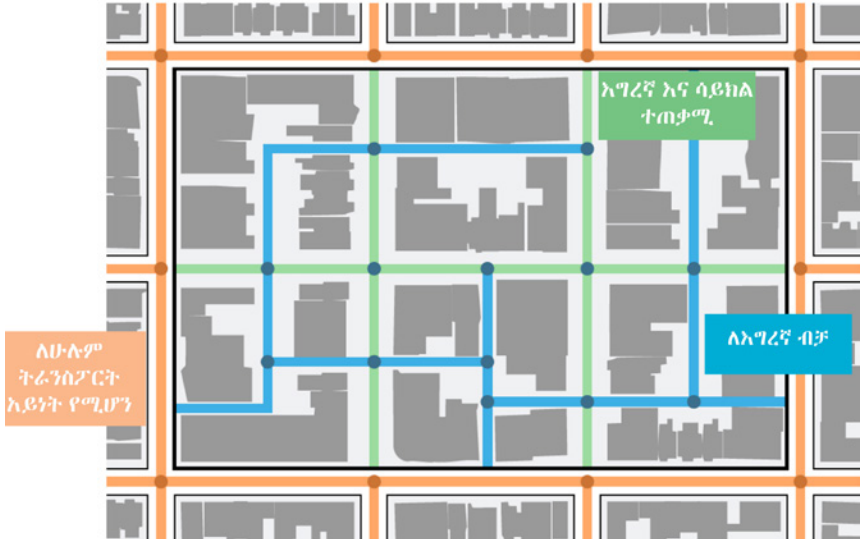 እግረኛ እና ሳይክል
ተጠቃሚ
ለእግረኛ ብቻ
ለሁሉም
ትራንስፖርት
አይነት የሚሆን